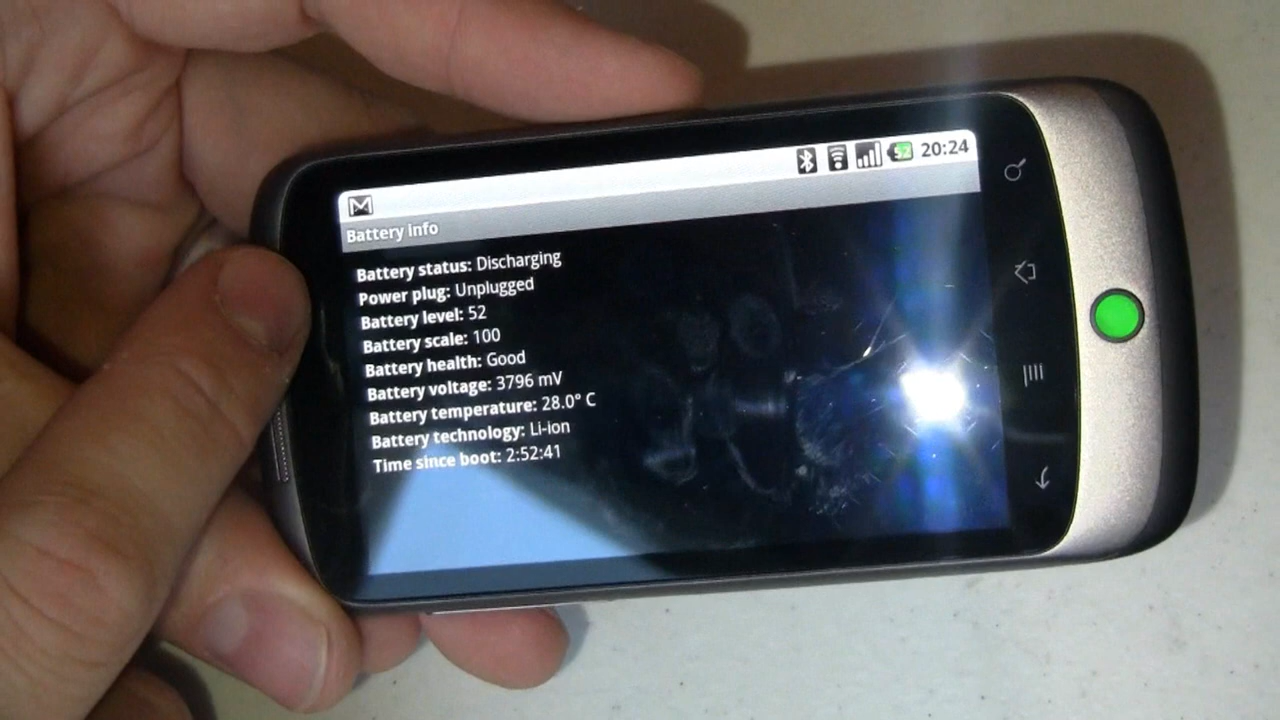 52 20:24
Battery info
Battery status: Discharging
Power plug: Unplugged
Battery level: 52
Battery scale: 100
Battery health: Good
Battery voltage: 3796 mV
Battery temperature: 28.0° C
Battery technology: Li-ion
Time since boot: 2:52:41